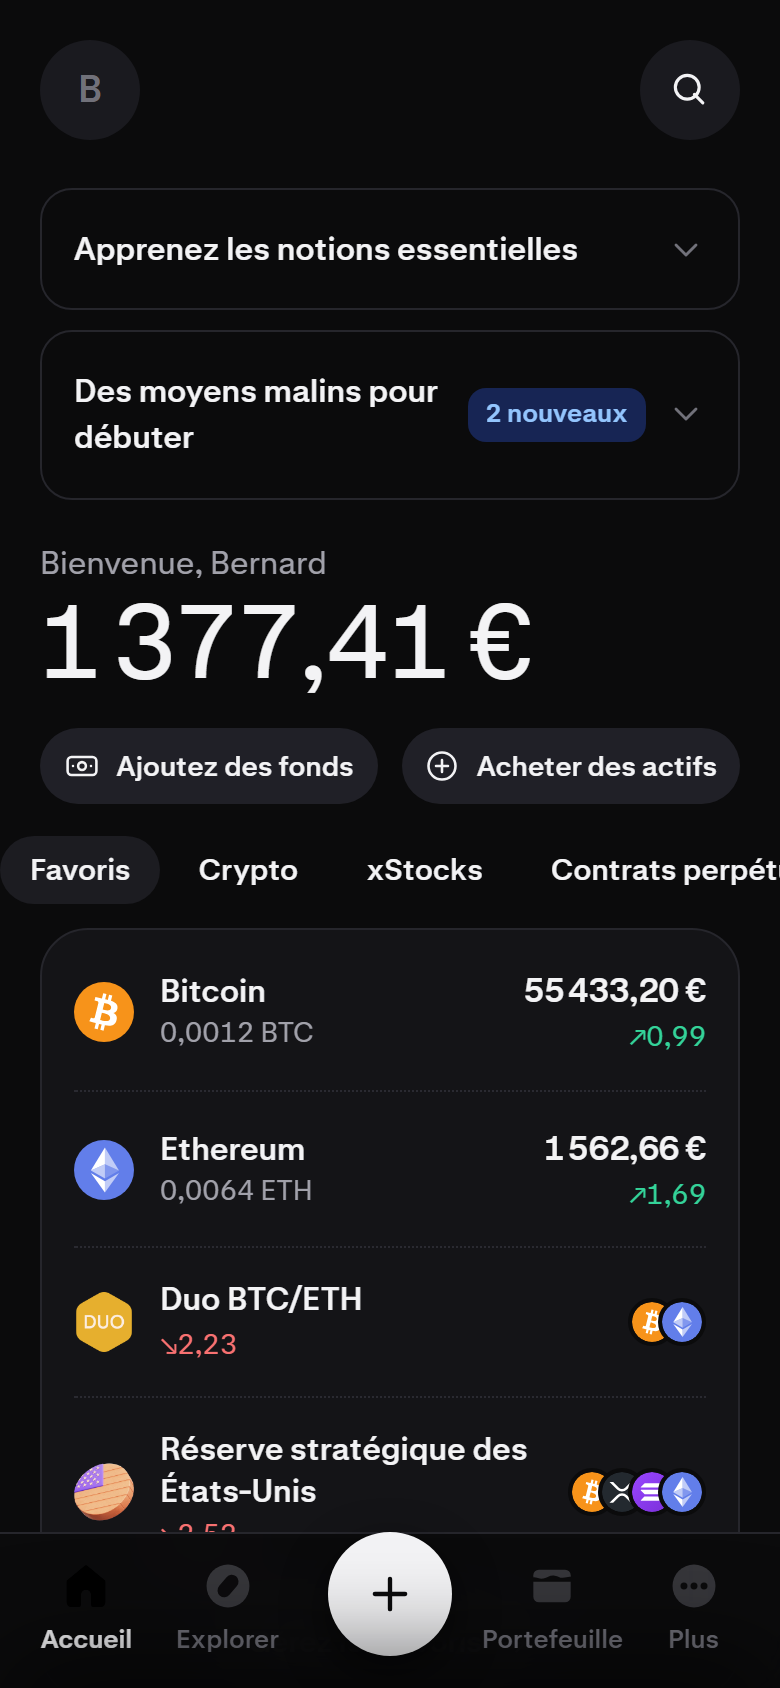 B
Apprenez les notions essentielles
Des moyens malins pour
débuter
2 nouveaux
Bienvenue, Bernard
1 377,41 €
Ajoutez des fonds
Acheter des actifs
Favoris Crypto xStocks Contrats perpét
Bitcoin
55 433,20 €
0,0012 BTC
↗0,99
Ethereum
1 562,66 €
0,0064 ETH
↗1,69
DUO
Duo BTC/ETH
↘2,23
Réserve stratégique des
États-Unis
Accueil Explorer Portefeuille Plus